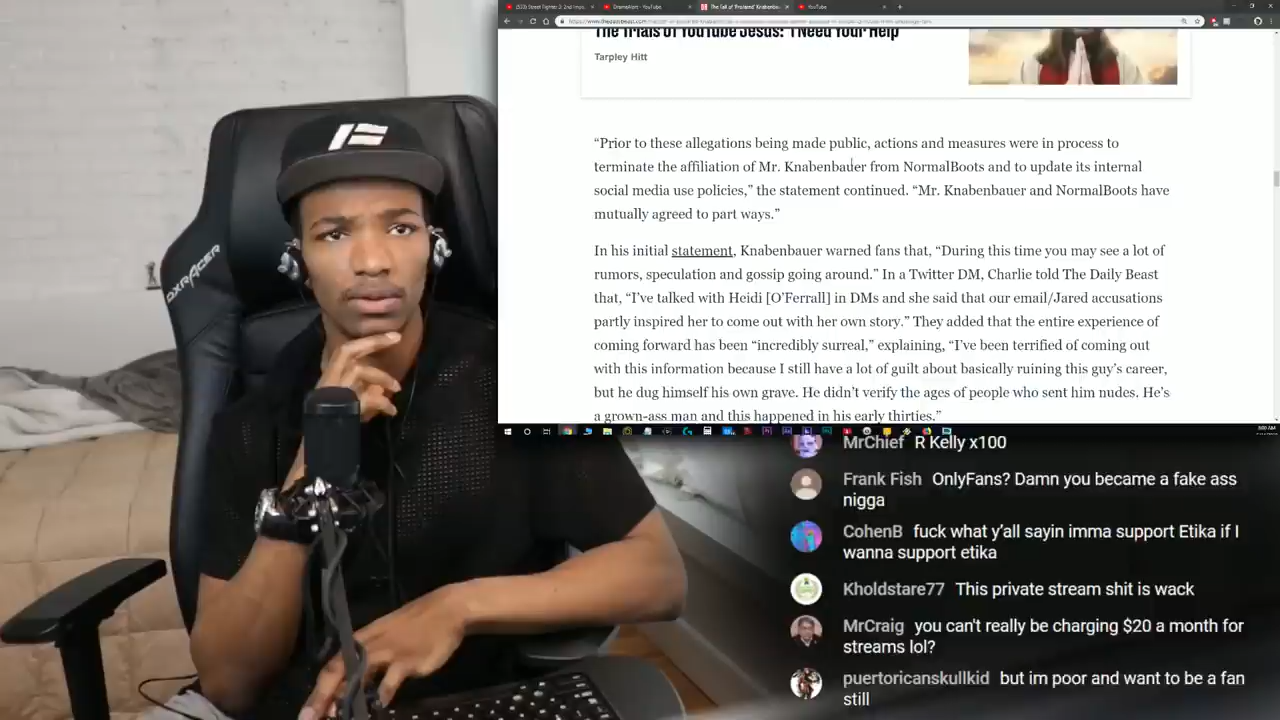 DrameAlert - YouTube
YouTube
The Trials of YouTube Jesus: 'I Need Your Help'
Tarpley Hitt
“Prior to these allegations being made public, actions and measures were in process to
terminate the affiliation of Mr. Knabenbauer from NormalBoots and to update its internal
social media use policies,” the statement continued. “Mr. Knabenbauer and NormalBoots have
mutually agreed to part ways.”
In his initial statement, Knabenbauer warned fans that, “During this time you may see a lot of
rumors, speculation and gossip going around.” In a Twitter DM, Charlie told The Daily Beast
that, “I’ve talked with Heidi [O’Ferrall] in DMs and she said that our email/Jared accusations
partly inspired her to come out with her own story.” They added that the entire experience of
coming forward has been “incredibly surreal,” explaining, “I’ve been terrified of coming out
with this information because I still have a lot of guilt about basically ruining this guy’s career,
but he dug himself his own grave. He didn’t verify the ages of people who sent him nudes. He’s
a grown-ass man and this happened in his early thirties.”
DXRACER
MrChief R Kelly x100
Frank Fish OnlyFans? Damn you became a fake ass
nigga
CohenB fuck what y'all sayin imma support Etika if I
wanna support etika
Kholdstare77 This private stream shit is wack
MrCraig you can't really be charging $20 a month for
streams lol?
puertoricanskullkid but im poor and want to be a fan
still